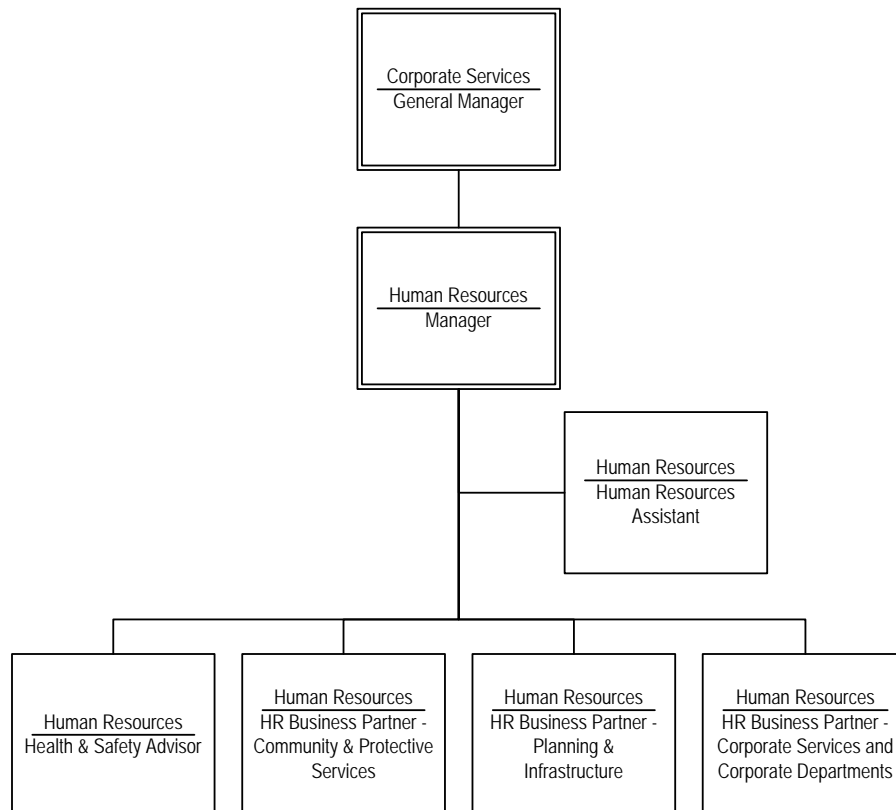 Corporate Services
General Manager
Human Resources
Manager
Human Resources
Human Resources
Assistant
Human Resources
Health & Safety Advisor
Human Resources
HR Business Partner -
Community & Protective
Services
Human Resources
HR Business Partner -
Planning &
Infrastructure
Human Resources
HR Business Partner -
Corporate Services and
Corporate Departments